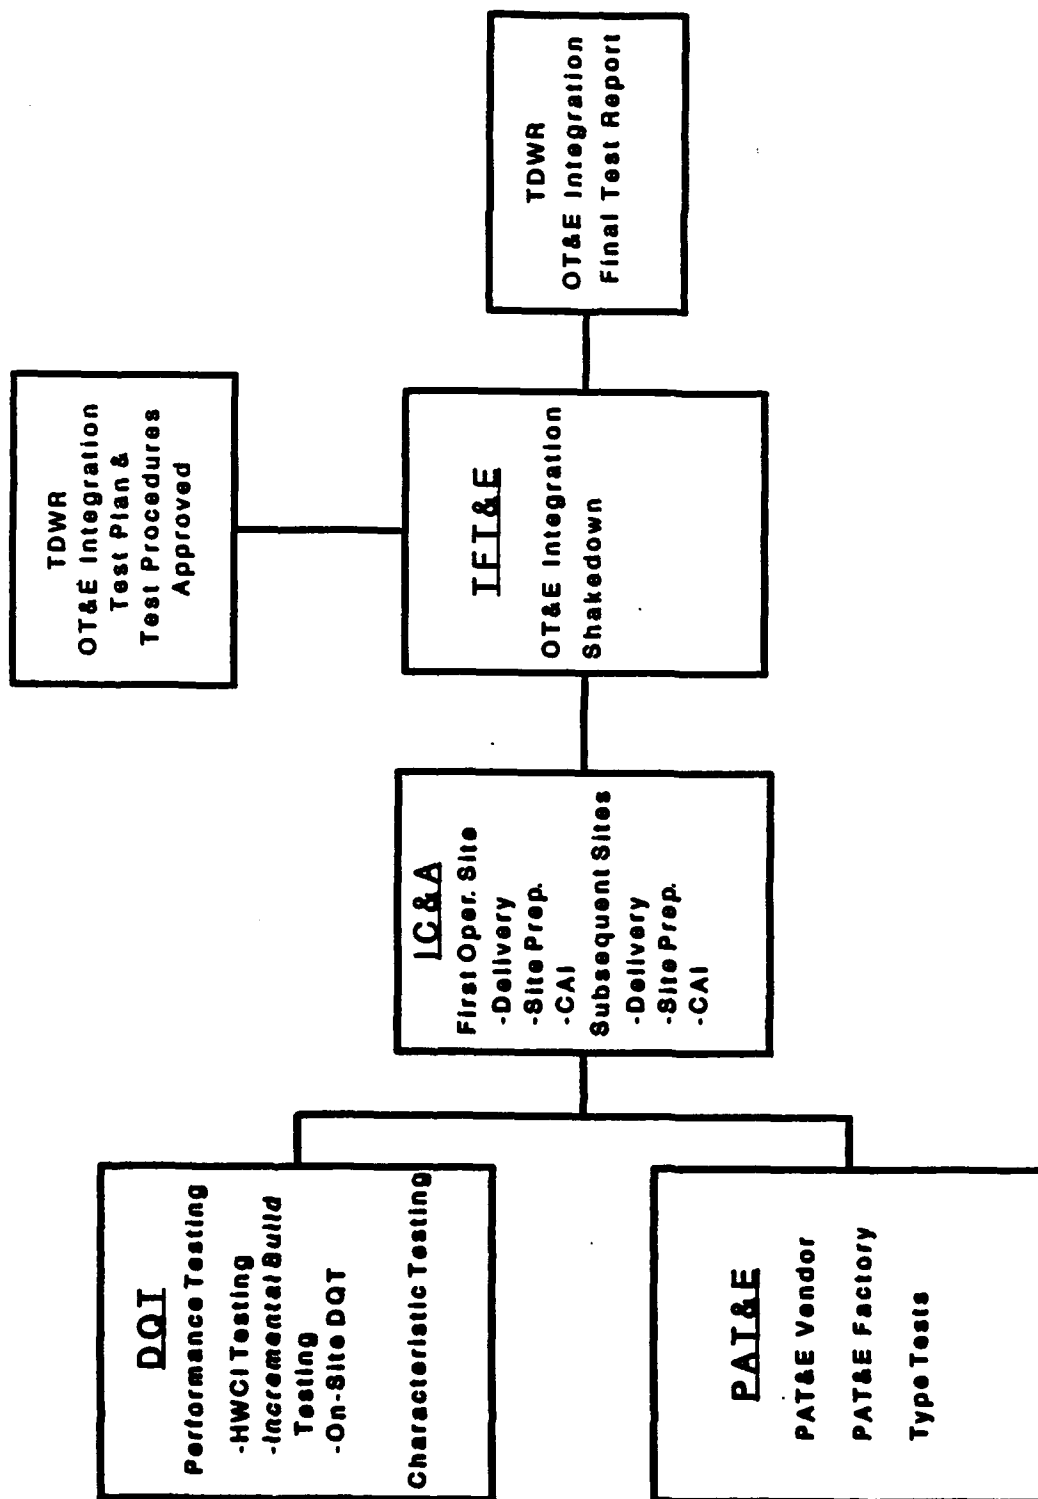 DQT
Performance Testing
-HWCI Testing
-Incremental Build
Testing
-On-Site DQT
Characteristic Testing
PAT&E
PAT&E Vendor
PAT&E Factory
Type Tests
IC&A
First Oper. Site
-Delivery
-Site Prep.
-CAI
Subsequent Sites
-Delivery
-Site Prep.
-CAI
TDWR
OT&E Integration
Test Plan &
Test Procedures
Approved
IFT&E
OT&E Integration
Shakedown
TDWR
OT&E Integration
Final Test Report